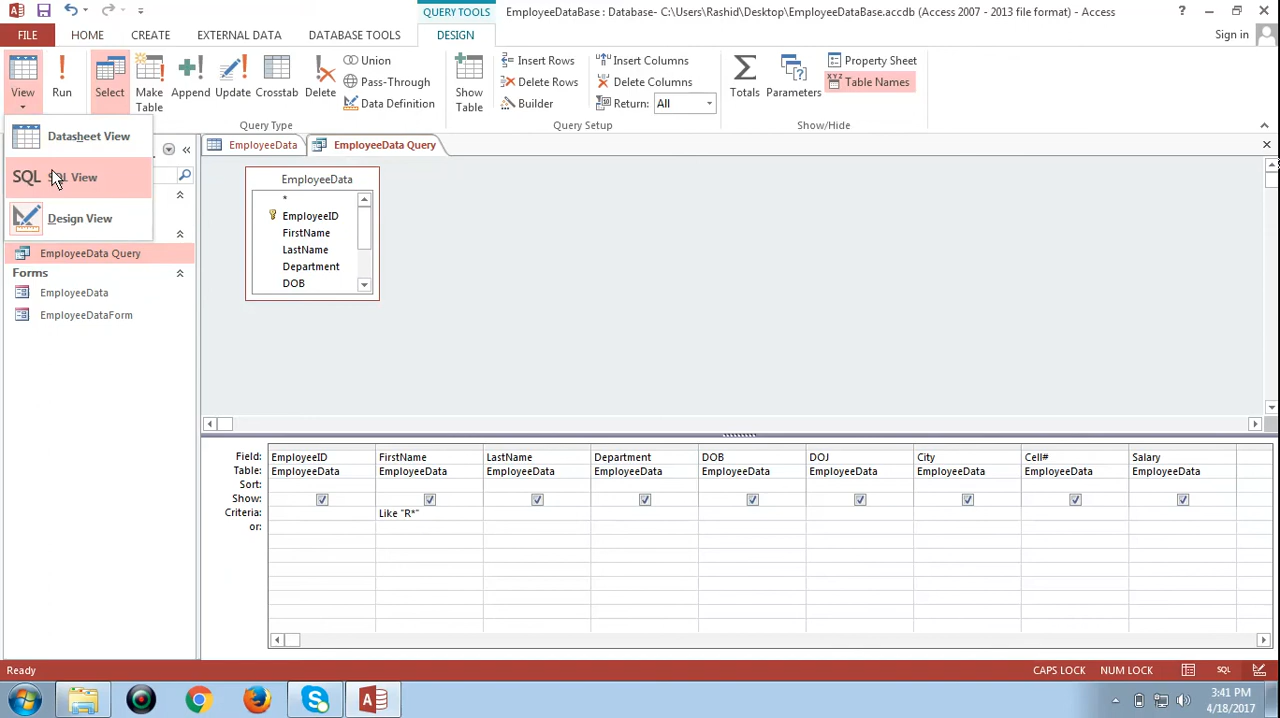 QUERY TOOLS
EmployeeDataBase : Database- C:\Users\Rashid\Desktop\EmployeeDataBase.accdb (Access 2007 - 2013 file format) - Access
?
FILE
HOME
CREATE
EXTERNAL DATA
DATABASE TOOLS
DESIGN
Sign in
View
Run
Select
Make Table
Append
Update
Crosstab
Delete
Union
Pass-Through
Data Definition
Show Table
Insert Rows
Delete Rows
Builder
Insert Columns
Delete Columns
Return: All
Totals
Parameters
Property Sheet
XYZ Table Names
Query Type
Query Setup
Show/Hide
Datasheet View
SQL SQL View
Design View
EmployeeData Query
Forms
EmployeeData
EmployeeDataForm
EmployeeData
EmployeeData Query
EmployeeData
*
EmployeeID
FirstName
LastName
Department
DOB
Field: EmployeeID FirstName LastName Department DOB DOJ City Cell# Salary
Table: EmployeeData EmployeeData EmployeeData EmployeeData EmployeeData EmployeeData EmployeeData EmployeeData EmployeeData
Sort:
Show:
Criteria: Like "R*"
or:
Ready
CAPS LOCK
NUM LOCK
SQL
3:41 PM
4/18/2017